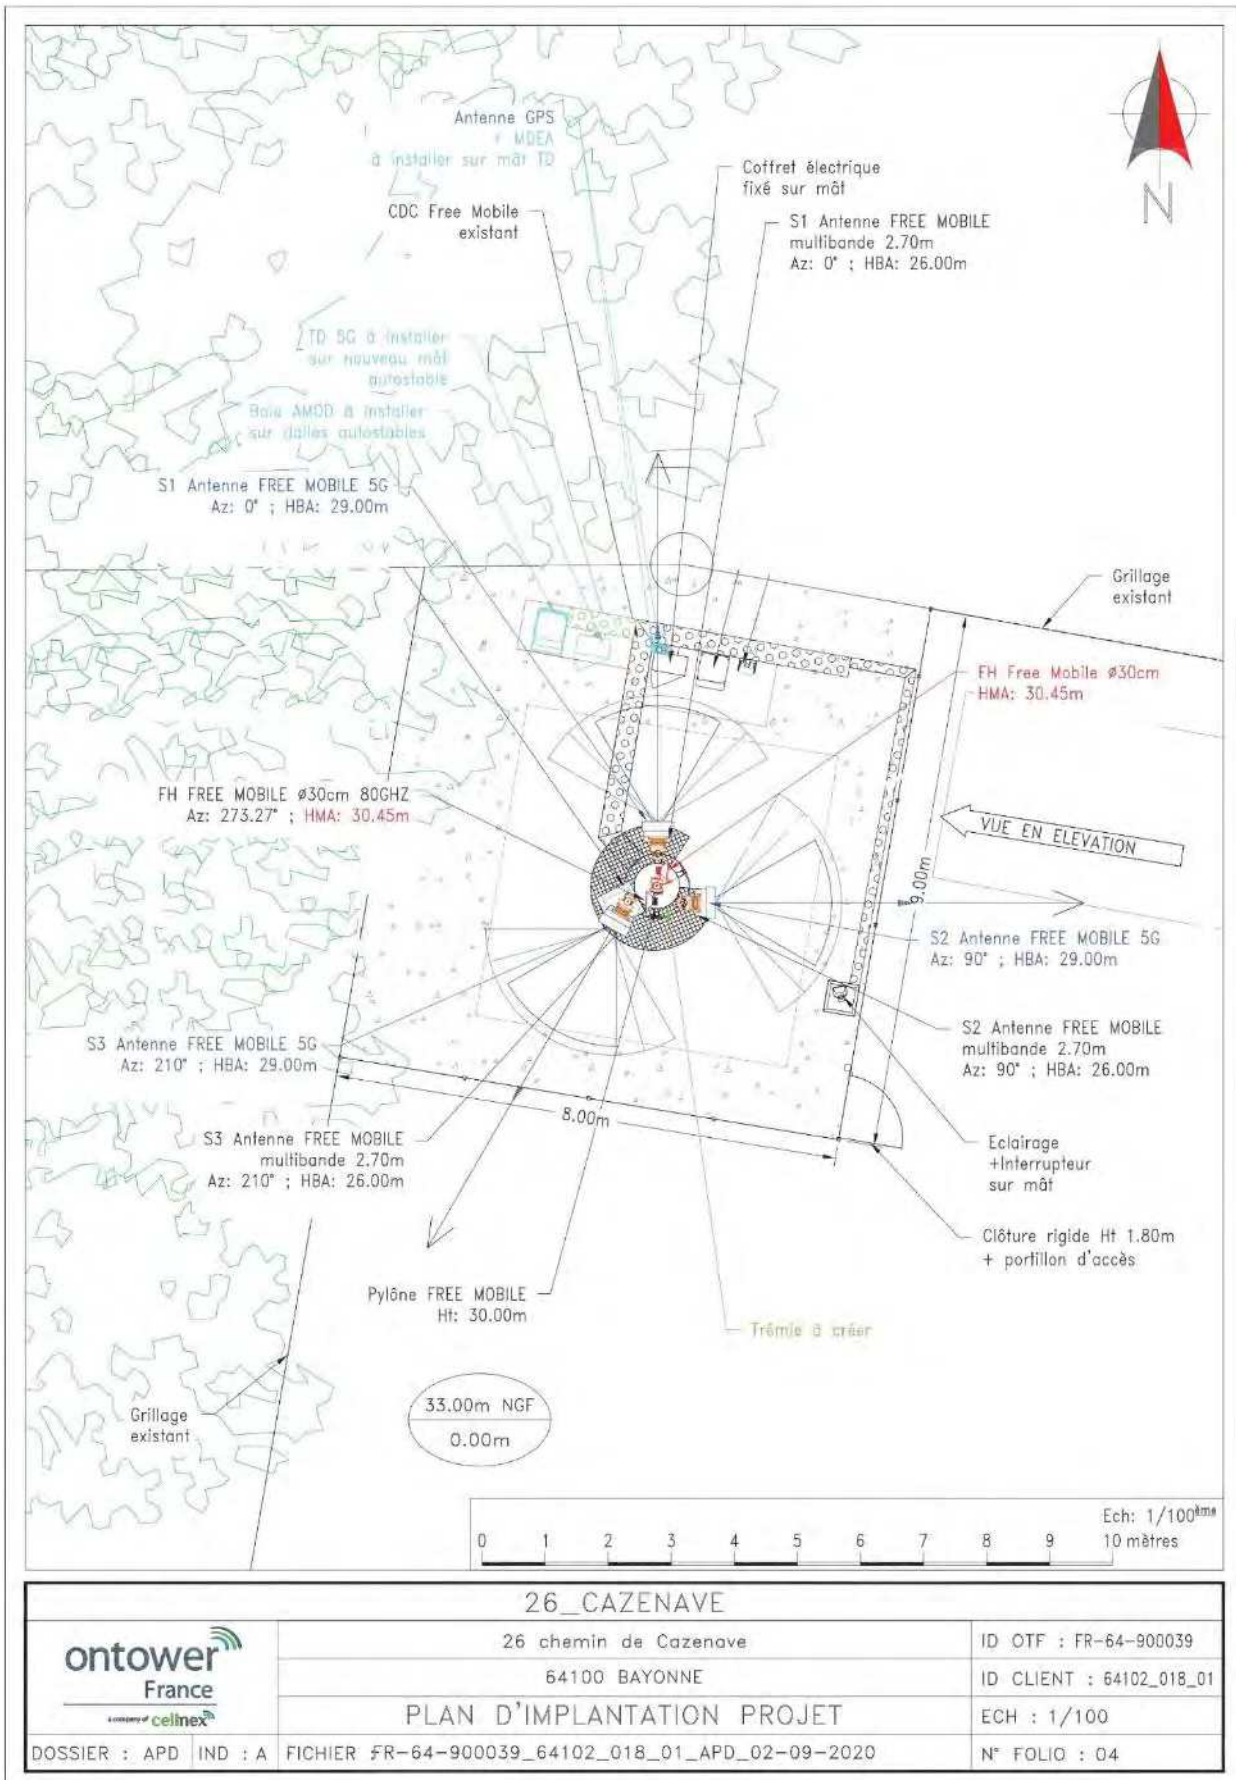 Antenne GPS
+ MDEA
à installer sur mât TD
Coffret électrique
fixé sur mât
CDC Free Mobile
existant
S1 Antenne FREE MOBILE
multibande 2.70m
Az: 0° ; HBA: 26.00m
N
TD 5G à installer
sur nouveau mât
autostable
Baie AMOD à installer
sur dalles autostables
S1 Antenne FREE MOBILE 5G
Az: 0° ; HBA: 29.00m
Grillage
existant
FH Free Mobile ø30cm
HMA: 30.45m
FH FREE MOBILE ø30cm 80GHZ
Az: 273.27° ; HMA: 30.45m
VUE EN ELEVATION
9.00m
S2 Antenne FREE MOBILE 5G
Az: 90° ; HBA: 29.00m
S3 Antenne FREE MOBILE 5G
Az: 210° ; HBA: 29.00m
S2 Antenne FREE MOBILE
multibande 2.70m
Az: 90° ; HBA: 26.00m
8.00m
S3 Antenne FREE MOBILE
multibande 2.70m
Az: 210° ; HBA: 26.00m
Eclairage
+Interrupteur
sur mât
Clôture rigide Ht 1.80m
+ portillon d'accès
Pylône FREE MOBILE
Ht: 30.00m
Trémie à créer
Grillage
existant
33.00m NGF
0.00m
Ech: 1/100ème
0 1 2 3 4 5 6 7 8 9 10 mètres
26_CAZENAVE
ontower
France
a company of cellnex
26 chemin de Cazenave
64100 BAYONNE
PLAN D'IMPLANTATION PROJET
ID OTF : FR-64-900039
ID CLIENT : 64102_018_01
ECH : 1/100
DOSSIER : APD IND : A FICHIER FR-64-900039_64102_018_01_APD_02-09-2020 N° FOLIO : 04